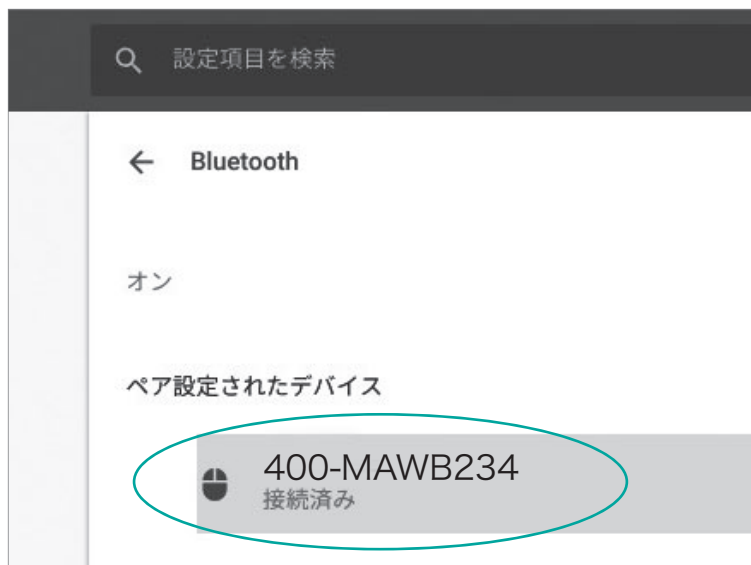 設定項目を検索
Bluetooth
オン
ペア設定されたデバイス
400-MAWB234
接続済み